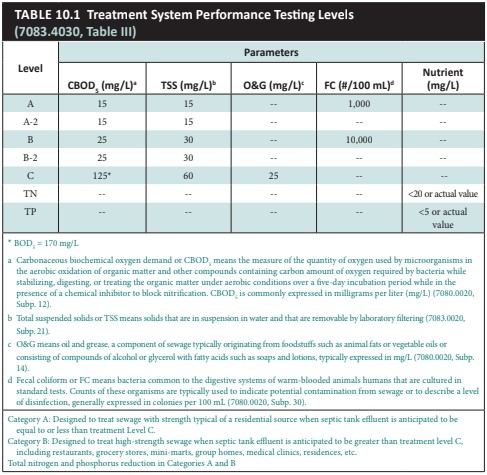 TABLE 10.1 Treatment System Performance Testing Levels
(7083.4030, Table III)
Level
Parameters
CBOD5 (mg/L)a
TSS (mg/L)b
O&G (mg/L)c
FC (#/100 mL)d
Nutrient
(mg/L)
A 15 15 -- 1,000 --
A-2 15 15 -- -- --
B 25 30 -- 10,000 --
B-2 25 30 -- -- --
C 125* 60 25 -- --
TN -- -- -- -- <20 or actual value
TP -- -- -- -- <5 or actual
value
* BOD5 = 170 mg/L
a Carbonaceous biochemical oxygen demand or CBOD5 means the measure of the quantity of oxygen used by microorganisms in
the aerobic oxidation of organic matter and other compounds containing carbon amount of oxygen required by bacteria while
stabilizing, digesting, or treating the organic matter under aerobic conditions over a five-day incubation period while in the
presence of a chemical inhibitor to block nitrification. CBOD5 is commonly expressed in milligrams per liter (mg/L) (7080.0020,
Subp. 12).
b Total suspended solids or TSS means solids that are in suspension in water and that are removable by laboratory filtering (7083.0020,
Subp. 21).
c O&G means oil and grease, a component of sewage typically originating from foodstuffs such as animal fats or vegetable oils or
consisting of compounds of alcohol or glycerol with fatty acids such as soaps and lotions, typically expressed in mg/L (7080.0020, Subp.
14).
d Fecal coliform or FC means bacteria common to the digestive systems of warm-blooded animals humans that are cultured in
standard tests. Counts of these organisms are typically used to indicate potential contamination from sewage or to describe a level
of disinfection, generally expressed in colonies per 100 mL (7080.0020, Subp. 30).
Category A: Designed to treat sewage with strength typical of a residential source when septic tank effluent is anticipated to be
equal to or less than treatment Level C.
Category B: Designed to treat high-strength sewage when septic tank effluent is anticipated to be greater than treatment level C,
including restaurants, grocery stores, mini-marts, group homes, medical clinics, residences, etc.
Total nitrogen and phosphorus reduction in Categories A and B